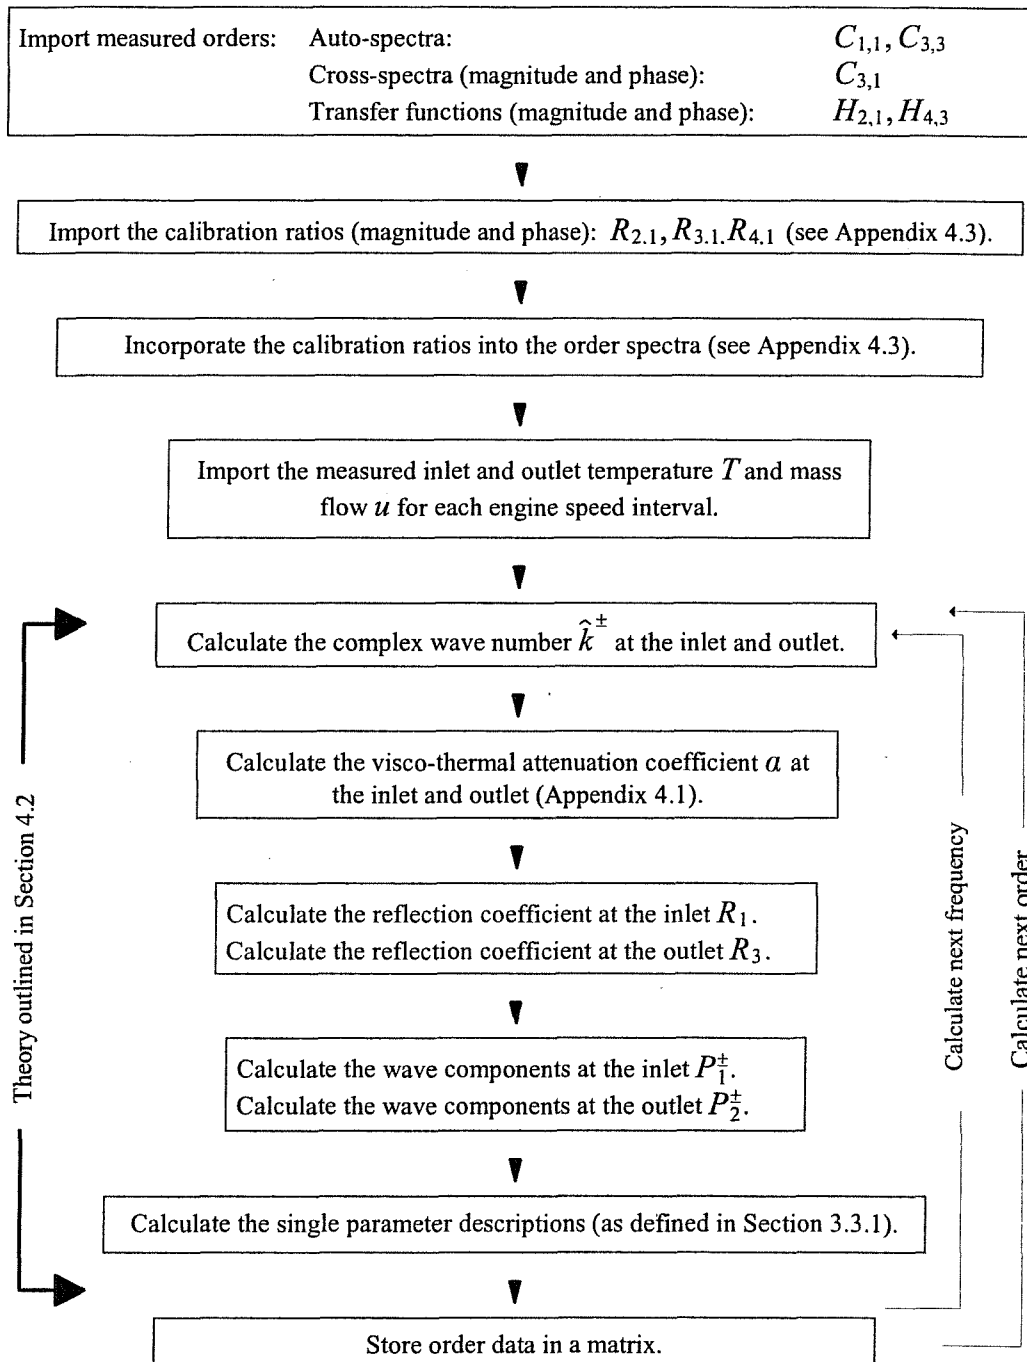 Import measured orders: Auto-spectra: C1,1, C3,3
Cross-spectra (magnitude and phase): C3,1
Transfer functions (magnitude and phase): H2,1, H4,3
Import the calibration ratios (magnitude and phase): R2.1, R3.1. R4.1 (see Appendix 4.3).
Incorporate the calibration ratios into the order spectra (see Appendix 4.3).
Import the measured inlet and outlet temperature T and mass
flow u for each engine speed interval.
Calculate the complex wave number k̂± at the inlet and outlet.
Calculate the visco-thermal attenuation coefficient a at
the inlet and outlet (Appendix 4.1).
Calculate the reflection coefficient at the inlet R1.
Calculate the reflection coefficient at the outlet R3.
Calculate the wave components at the inlet P1±.
Calculate the wave components at the outlet P2±.
Calculate the single parameter descriptions (as defined in Section 3.3.1).
Store order data in a matrix.
Theory outlined in Section 4.2
Calculate next frequency
Calculate next order